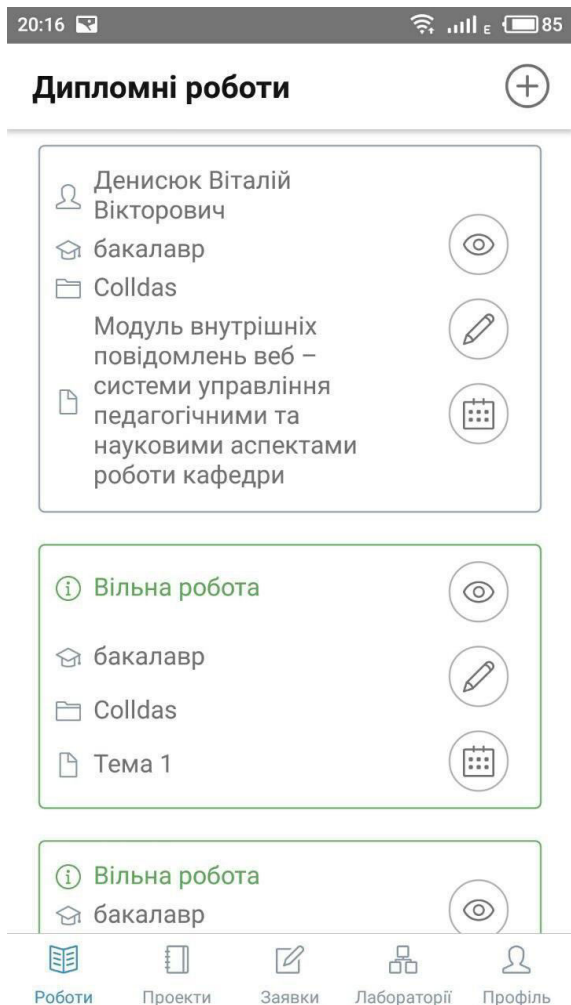 20:16 E 85
Дипломні роботи
Денисюк Віталій
Вікторович
бакалавр
Colldas
Модуль внутрішніх
повідомлень веб –
системи управління
педагогічними та
науковими аспектами
роботи кафедри
Вільна робота
бакалавр
Colldas
Тема 1
Вільна робота
бакалавр
Роботи Проекти Заявки Лабораторії Профіль